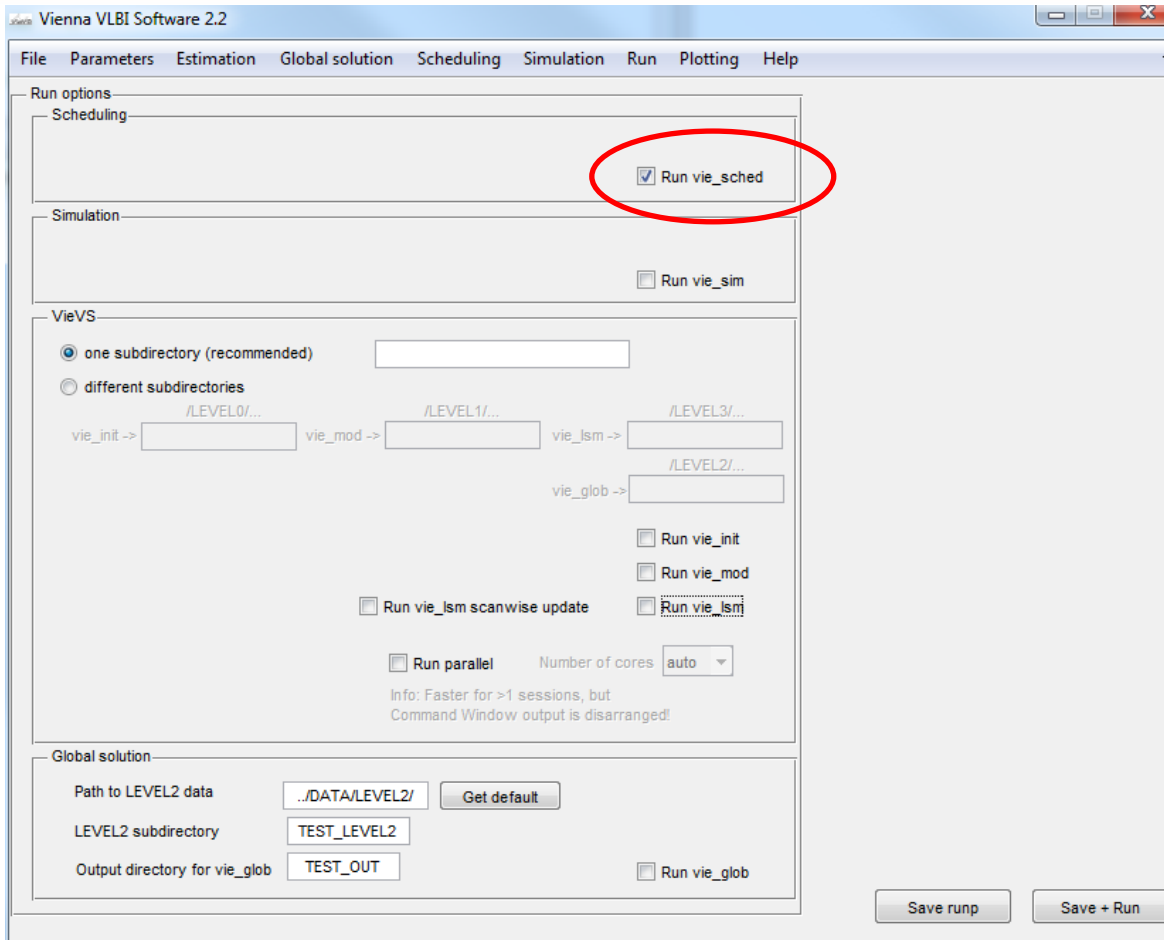 Vienna VLBI Software 2.2
File Parameters Estimation Global solution Scheduling Simulation Run Plotting Help
Run options
Scheduling
Run vie_sched
Simulation
Run vie_sim
VieVS
one subdirectory (recommended)
different subdirectories
/LEVEL0/... /LEVEL1/... /LEVEL3/...
vie_init -> vie_mod -> vie_lsm ->
/LEVEL2/...
vie_glob ->
Run vie_init
Run vie_mod
Run vie_lsm scanwise update Run vie_lsm
Run parallel Number of cores auto
Info: Faster for >1 sessions, but
Command Window output is disarranged!
Global solution
Path to LEVEL2 data ../DATA/LEVEL2/ Get default
LEVEL2 subdirectory TEST_LEVEL2
Output directory for vie_glob TEST_OUT Run vie_glob
Save runp Save + Run